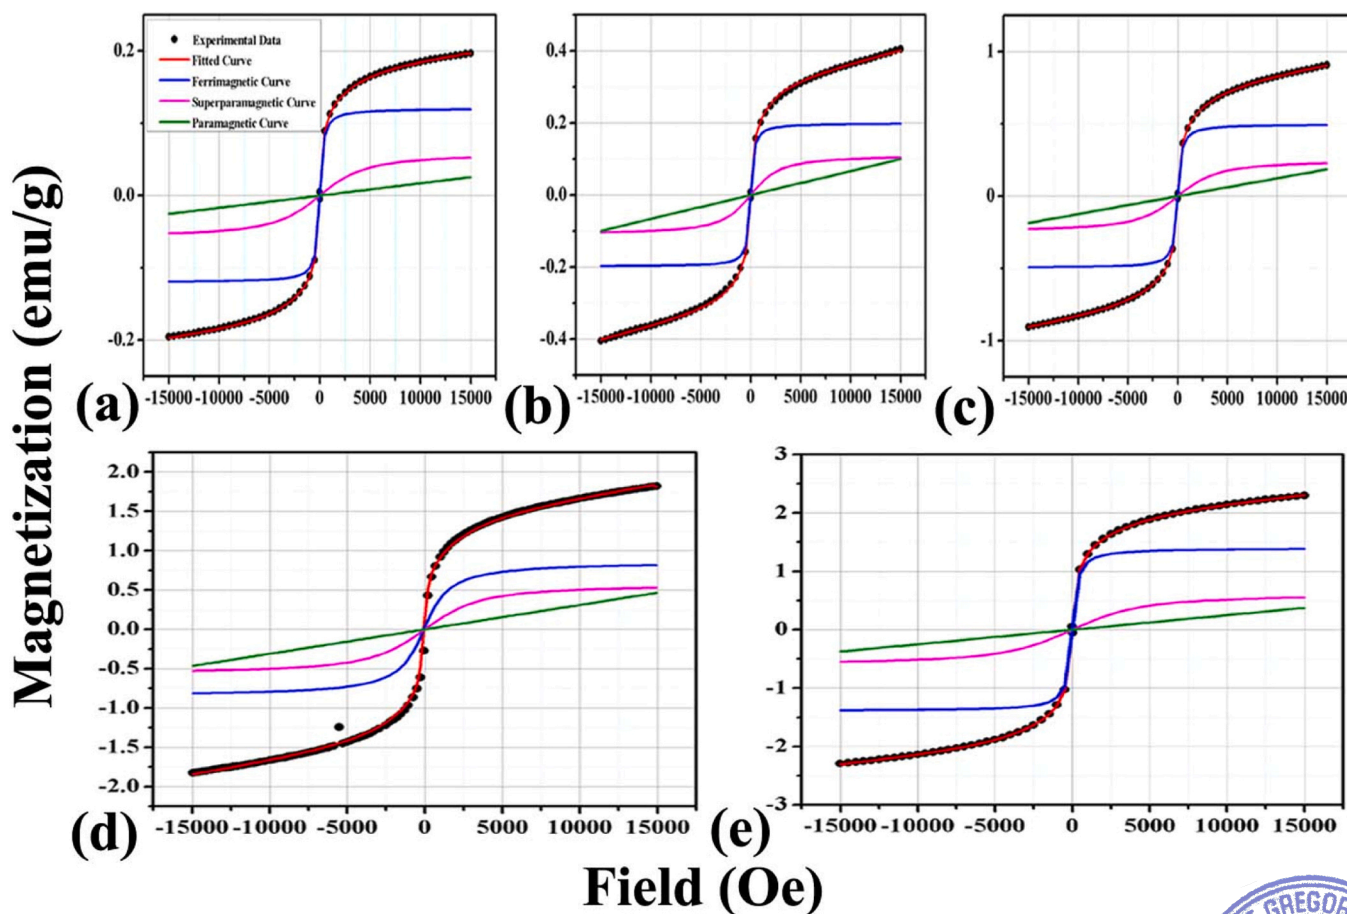 Experimental Data
Fitted Curve
Ferrimagnetic Curve
Superparamagnetic Curve
Paramagnetic Curve
0.2
0.0
-0.2
-15000 -10000 -5000 0 5000 10000 15000
(a)
0.4
0.2
0.0
-0.2
-0.4
-15000 -10000 -5000 0 5000 10000 15000
(b)
1
0
-1
-15000 -10000 -5000 0 5000 10000 15000
(c)
Magnetization (emu/g)
2.0
1.5
1.0
0.5
0.0
-0.5
-1.0
-1.5
-2.0
-15000 -10000 -5000 0 5000 10000 15000
(d)
3
2
1
0
-1
-2
-3
-15000 -10000 -5000 0 5000 10000 15000
(e)
Field (Oe)